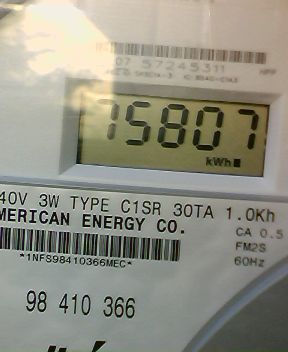 07 57245311
75807
kWh
40V 3W TYPE C1SR 30TA 1.0Kh
MERICAN ENERGY CO.
CA 0.5
FM2S
*1NFS98410366MEC*
60Hz
98 410 366